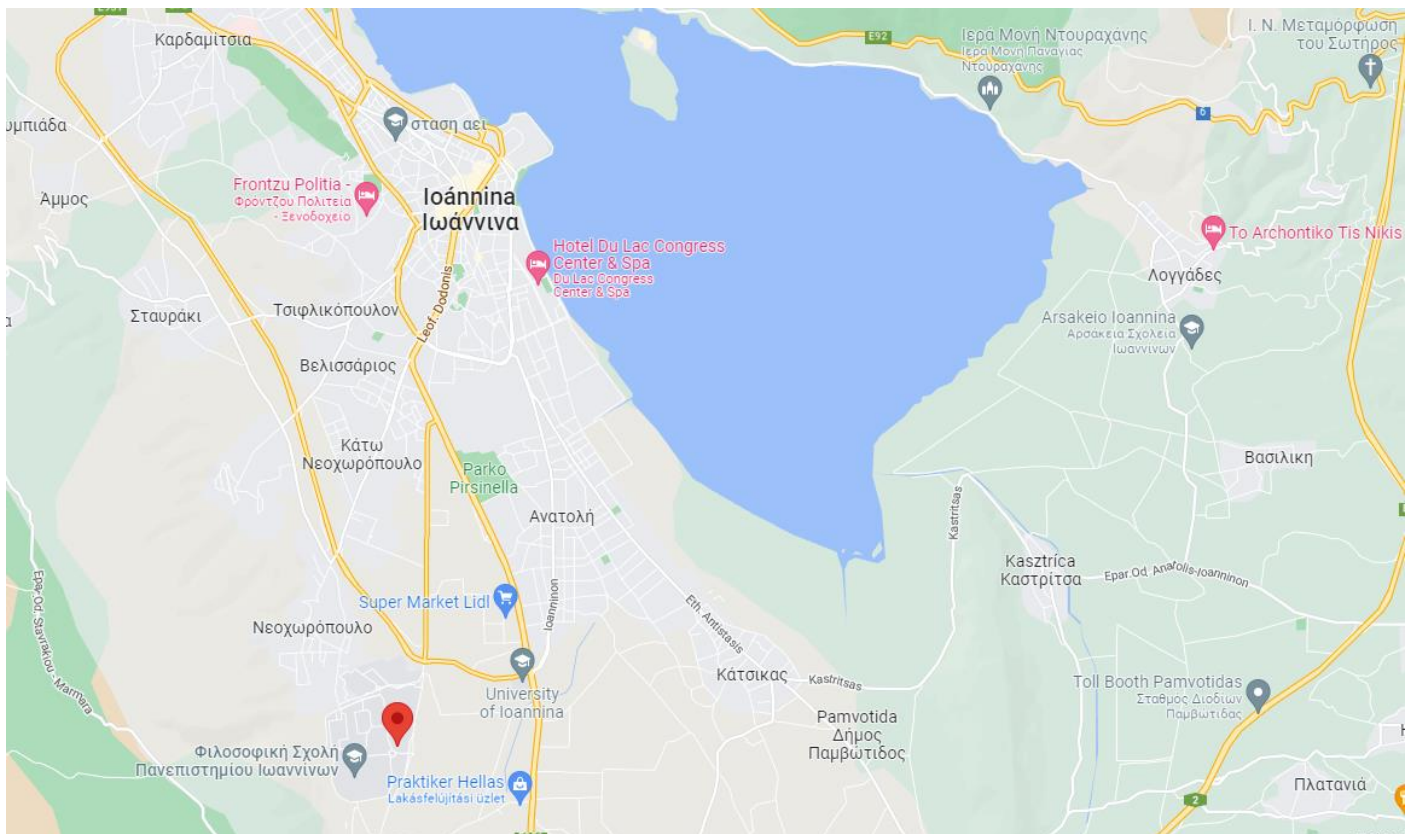 Καρδαμίτσια
E92
Ιερά Μονή Ντουραχάνης
Ιερά Μονή Παναγίας
Ντουραχάνης
Ι. Ν. Μεταμόρφωση
του Σωτήρος
6
σταση αει
Frontzu Politia -
Φρόντζου Πολιτεία
- Ξενοδοχείο
Άμμος
Ioánnina
Ιωάννινα
Hotel Du Lac Congress
Center & Spa
Du Lac Congress
Center & Spa
To Archontiko Tis Nikis
Λογγάδες
Arsakeio Ioannina
Αρσάκεια Σχολεία
Ιωαννίνων
Σταυράκι
Τσιφλικόπουλον
Leof. Dodonis
Βελισσάριος
Κάτω
Νεοχωρόπουλο
Parko
Pirsinella
Ανατολή
Βασιλικη
Kastritsas
Kasztríca
Καστρίτσα
Epar.Od. Anatolis-Ioanninon
Epar.Od. Stavrakiou - Marmara
Super Market Lidl
Ioanninon
Eth. Antistasis
Νεοχωρόπουλο
University
of Ioannina
Κάτσικας
Kastritsas
Pamvotida
Δήμος
Παμβώτιδος
Toll Booth Pamvotidas
Σταθμός Διοδίων
Παμβώτιδας
Φιλοσοφική Σχολή
Πανεπιστημίου Ιωαννίνων
Praktiker Hellas
Lakásfelújítási üzlet
Πλατανιά
2